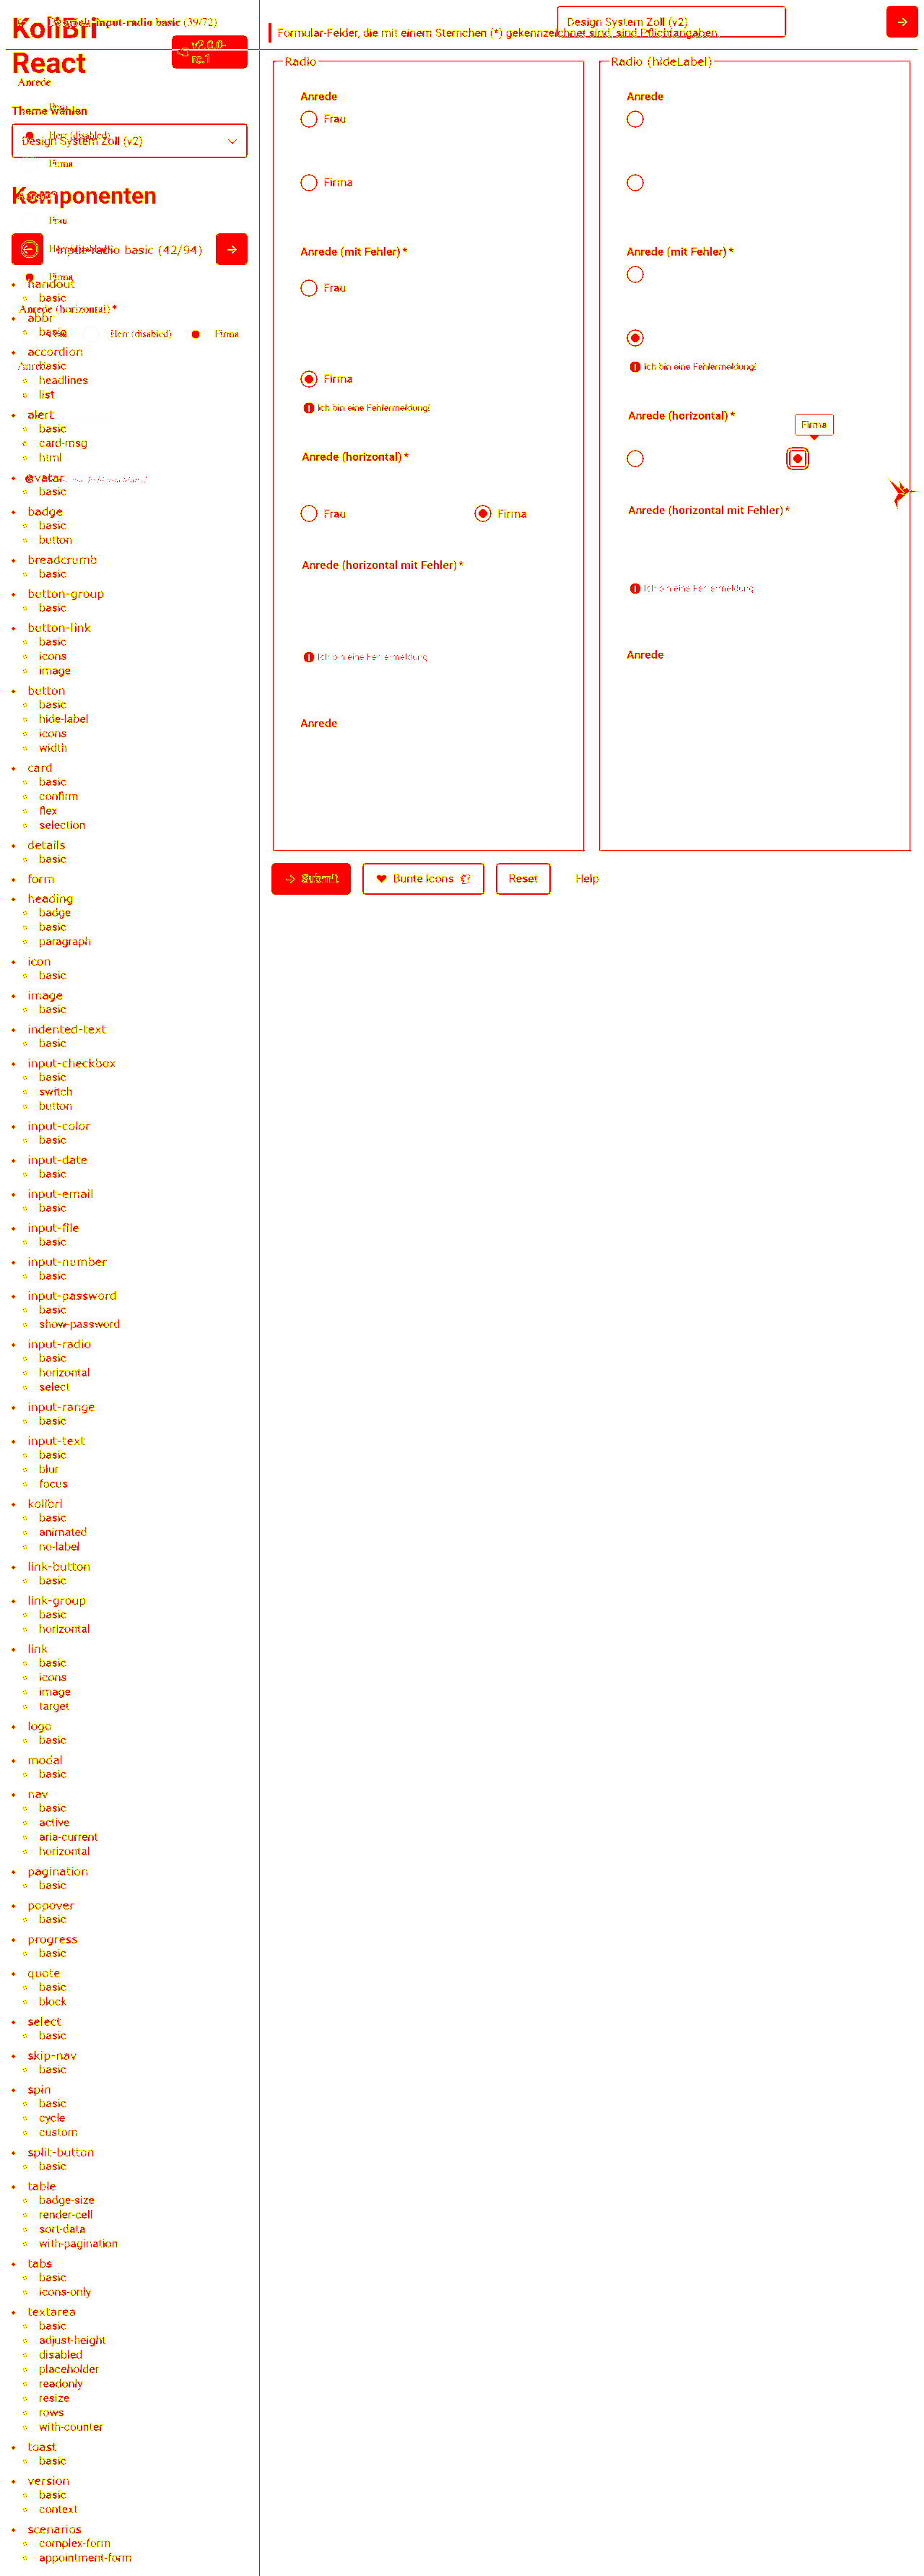 KoliBri
React
input-radio basic (39/72)
v2.0.0-
rc.1
Anrede
Theme wählen
Herr (disabled)
Design System Zoll (v2)
Firma
Komponenten
Frau
input-radio basic (42/94)
Firma
handout
basic
Anrede (horizontal) *
abbr
basic
Herr (disabled)
Firma
accordion
basic
headlines
list
alert
basic
card-msg
html
avatar
basic
badge
basic
button
breadcrumb
basic
button-group
basic
button-link
basic
icons
image
button
basic
hide-label
icons
width
card
basic
confirm
flex
selection
details
basic
form
heading
badge
basic
paragraph
icon
basic
image
basic
indented-text
basic
input-checkbox
basic
switch
button
input-color
basic
input-date
basic
input-email
basic
input-file
basic
input-number
basic
input-password
basic
show-password
input-radio
basic
horizontal
select
input-range
basic
input-text
basic
blur
focus
kolibri
basic
animated
no-label
link-button
basic
link-group
basic
horizontal
link
basic
icons
image
target
logo
basic
modal
basic
nav
basic
active
aria-current
horizontal
pagination
basic
popover
basic
progress
basic
quote
basic
block
select
basic
skip-nav
basic
spin
basic
cycle
custom
split-button
basic
table
badge-size
render-cell
sort-data
with-pagination
tabs
basic
icons-only
textarea
basic
adjust-height
disabled
placeholder
readonly
resize
rows
with-counter
toast
basic
version
basic
context
scenarios
complex-form
appointment-form
Design System Zoll (v2)
Formular-Felder, die mit einem Sternchen (*) gekennzeichnet sind, sind Pflichtangaben
Radio
Anrede
Frau
Firma
Anrede (mit Fehler) *
Frau
Firma
Ich bin eine Fehlermeldung!
Anrede (horizontal) *
Frau
Firma
Anrede (horizontal mit Fehler) *
Ich bin eine Fehlermeldung
Anrede
Radio (hideLabel)
Anrede
Anrede (mit Fehler) *
Ich bin eine Fehlermeldung!
Anrede (horizontal) *
Firma
Anrede (horizontal mit Fehler) *
Ich bin eine Fehlermeldung
Anrede
Submit
Bunte Icons
Reset
Help